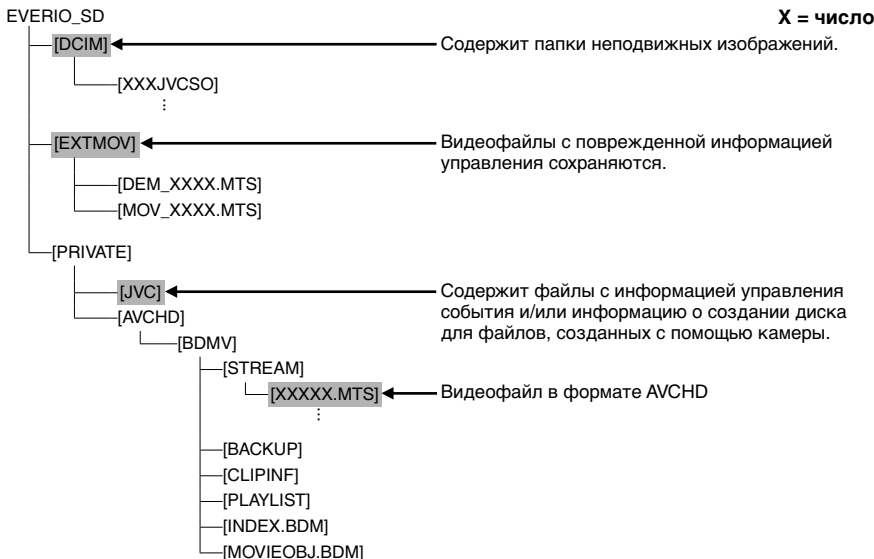 EVERIO_SD
X = число
[DCIM]
Содержит папки неподвижных изображений.
[XXXJVCSO]
[EXTMOV]
Видеофайлы с поврежденной информацией
управления сохраняются.
[DEM_XXXX.MTS]
[MOV_XXXX.MTS]
[PRIVATE]
[JVC]
Содержит файлы с информацией управления
события и/или информацию о создании диска
для файлов, созданных с помощью камеры.
[AVCHD]
[BDMV]
[STREAM]
[XXXXX.MTS]
Видеофайл в формате AVCHD
[BACKUP]
[CLIPINF]
[PLAYLIST]
[INDEX.BDM]
[MOVIEOBJ.BDM]